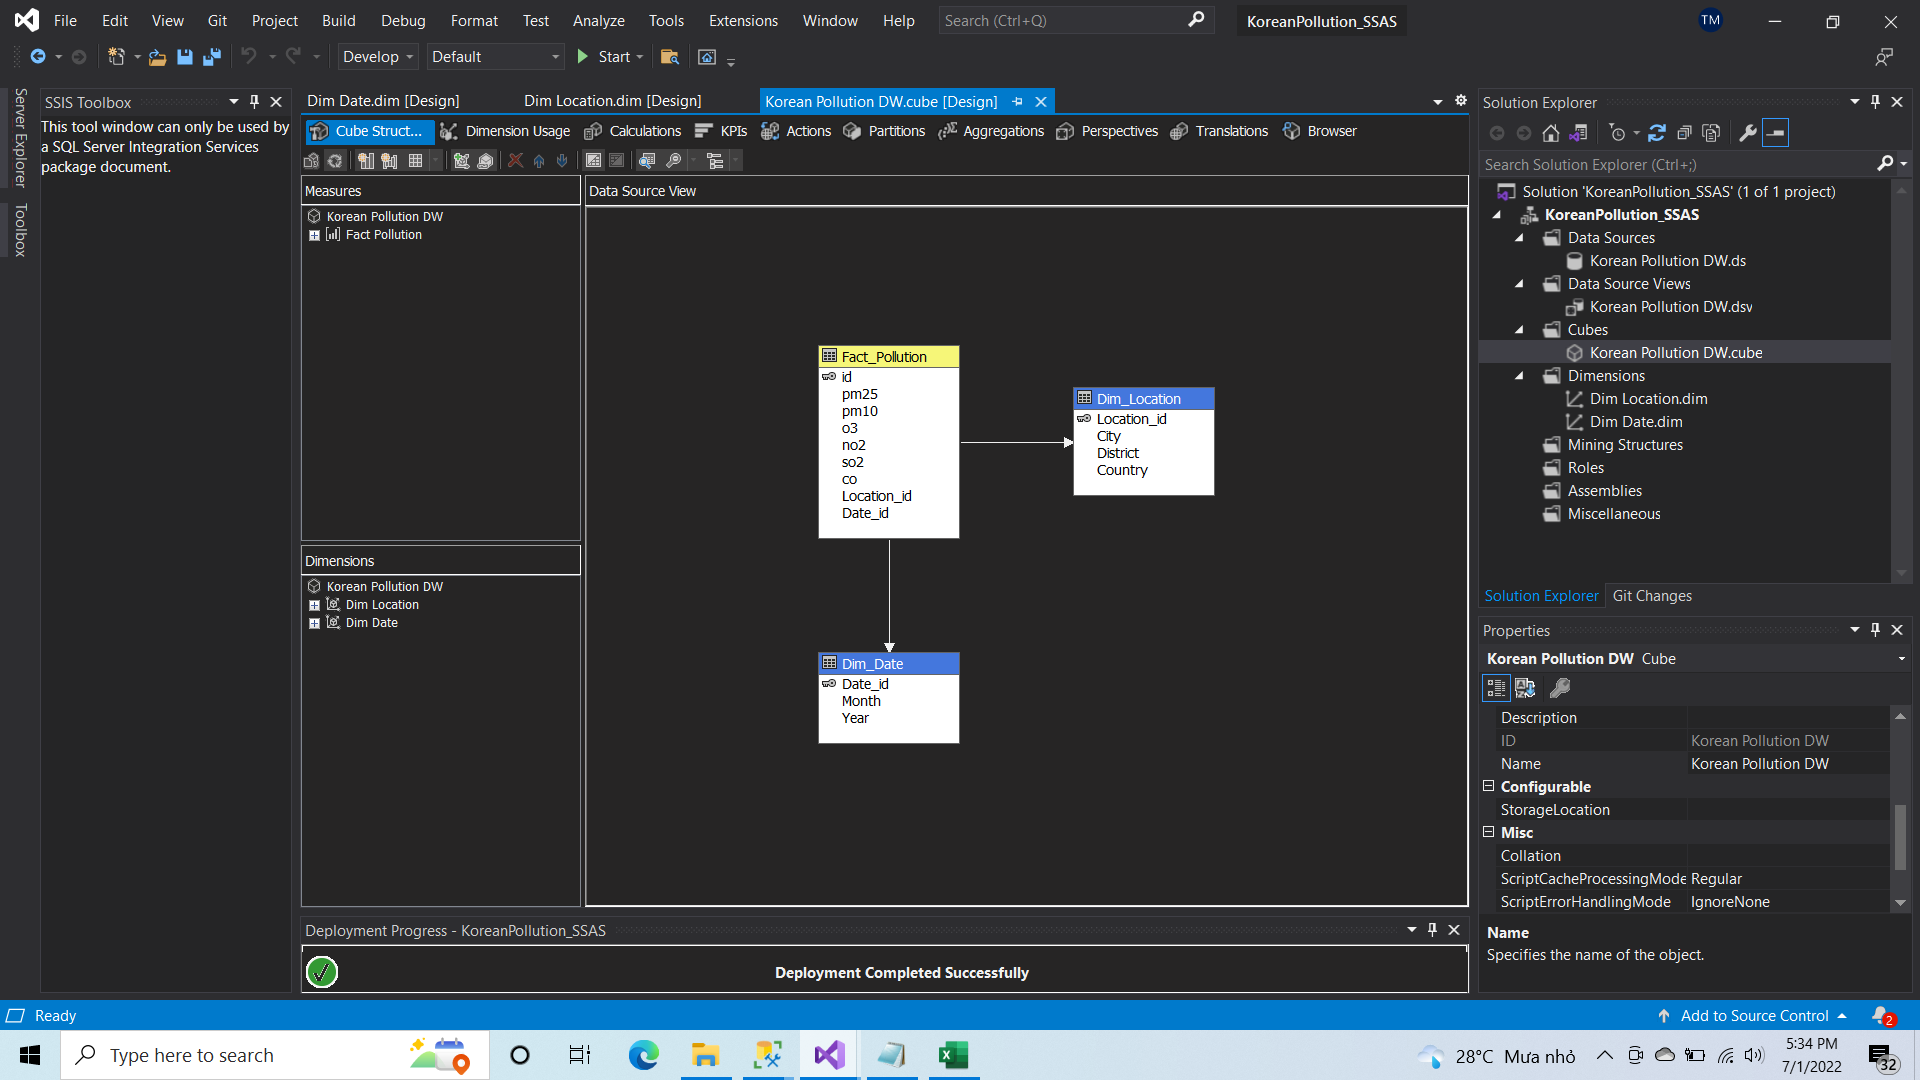 File Edit View Git Project Build Debug Format Test Analyze Tools Extensions Window Help Search (Ctrl+Q) KoreanPollution_SSAS TM
Develop Default Start
Server Explorer
Toolbox
SSIS Toolbox
This tool window can only be used by
a SQL Server Integration Services
package document.
Dim Date.dim [Design] Dim Location.dim [Design] Korean Pollution DW.cube [Design]
Cube Struct... Dimension Usage Calculations KPIs Actions Partitions Aggregations Perspectives Translations Browser
Measures
Korean Pollution DW
Fact Pollution
Dimensions
Korean Pollution DW
Dim Location
Dim Date
Data Source View
Fact_Pollution
id
pm25
pm10
o3
no2
so2
co
Location_id
Date_id
Dim_Location
Location_id
City
District
Country
Dim_Date
Date_id
Month
Year
Deployment Progress - KoreanPollution_SSAS
Deployment Completed Successfully
Solution Explorer
Search Solution Explorer (Ctrl+;)
Solution 'KoreanPollution_SSAS' (1 of 1 project)
KoreanPollution_SSAS
Data Sources
Korean Pollution DW.ds
Data Source Views
Korean Pollution DW.dsv
Cubes
Korean Pollution DW.cube
Dimensions
Dim Location.dim
Dim Date.dim
Mining Structures
Roles
Assemblies
Miscellaneous
Solution Explorer Git Changes
Properties
Korean Pollution DW Cube
Description
ID Korean Pollution DW
Name Korean Pollution DW
Configurable
StorageLocation
Misc
Collation
ScriptCacheProcessingMode Regular
ScriptErrorHandlingMode IgnoreNone
Name
Specifies the name of the object.
Ready Add to Source Control 2
Type here to search 28°C Mưa nhỏ
5:34 PM
7/1/2022
32